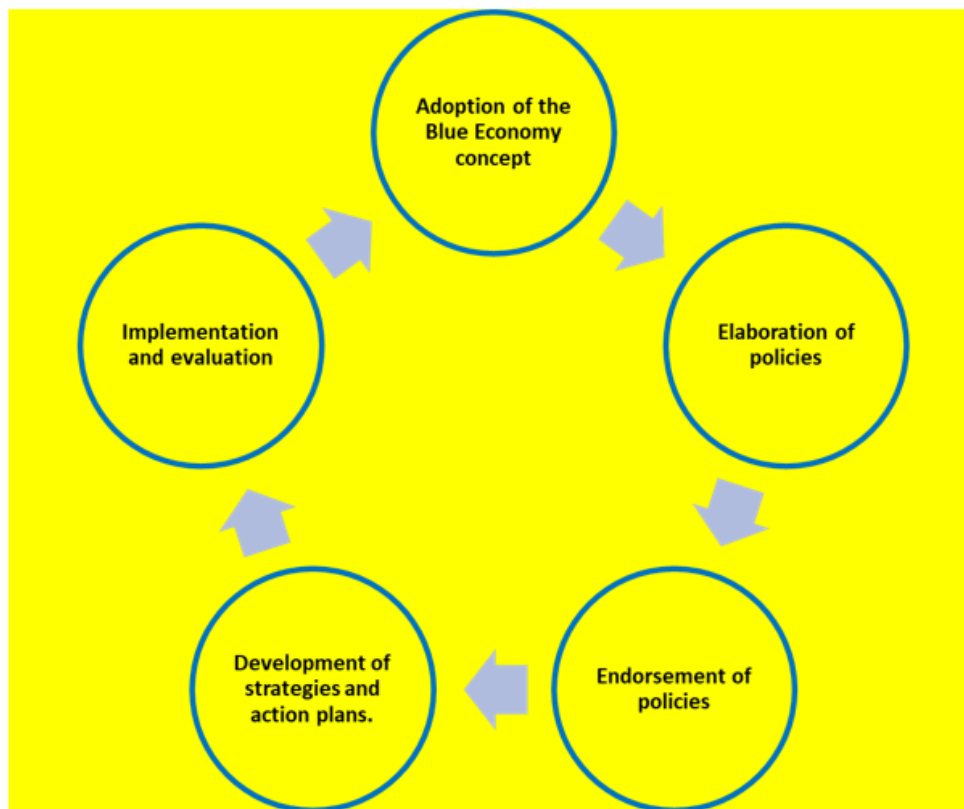 Adoption of the
Blue Economy
concept
Elaboration of
policies
Endorsement of
policies
Development of
strategies and
action plans.
Implementation
and evaluation